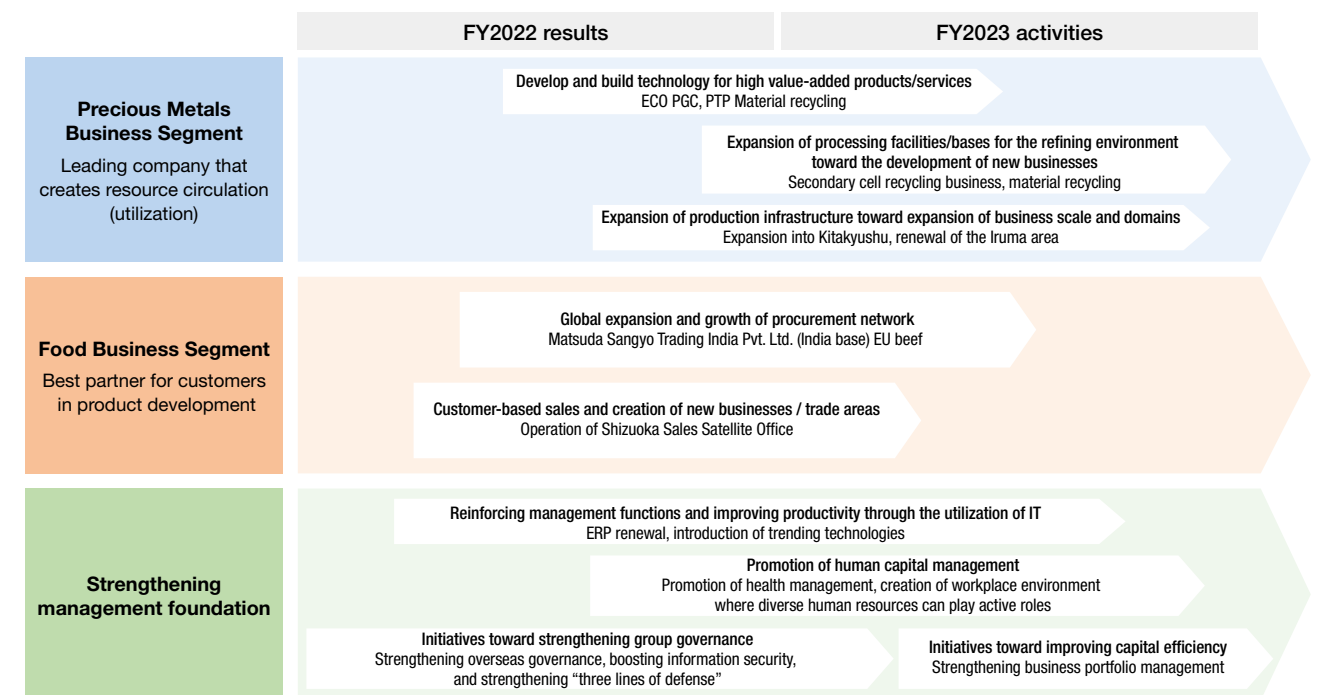 FY2022 results
FY2023 activities
Precious Metals
Business Segment
Leading company that
creates resource circulation
(utilization)
Develop and build technology for high value-added products/services
ECO PGC, PTP Material recycling
Expansion of processing facilities/bases for the refining environment
toward the development of new businesses
Secondary cell recycling business, material recycling
Expansion of production infrastructure toward expansion of business scale and domains
Expansion into Kitakyushu, renewal of the Iruma area
Food Business Segment
Best partner for customers
in product development
Global expansion and growth of procurement network
Matsuda Sangyo Trading India Pvt. Ltd. (India base) EU beef
Customer-based sales and creation of new businesses / trade areas
Operation of Shizuoka Sales Satellite Office
Strengthening
management foundation
Reinforcing management functions and improving productivity through the utilization of IT
ERP renewal, introduction of trending technologies
Promotion of human capital management
Promotion of health management, creation of workplace environment
where diverse human resources can play active roles
Initiatives toward strengthening group governance
Strengthening overseas governance, boosting information security,
and strengthening “three lines of defense”
Initiatives toward improving capital efficiency
Strengthening business portfolio management